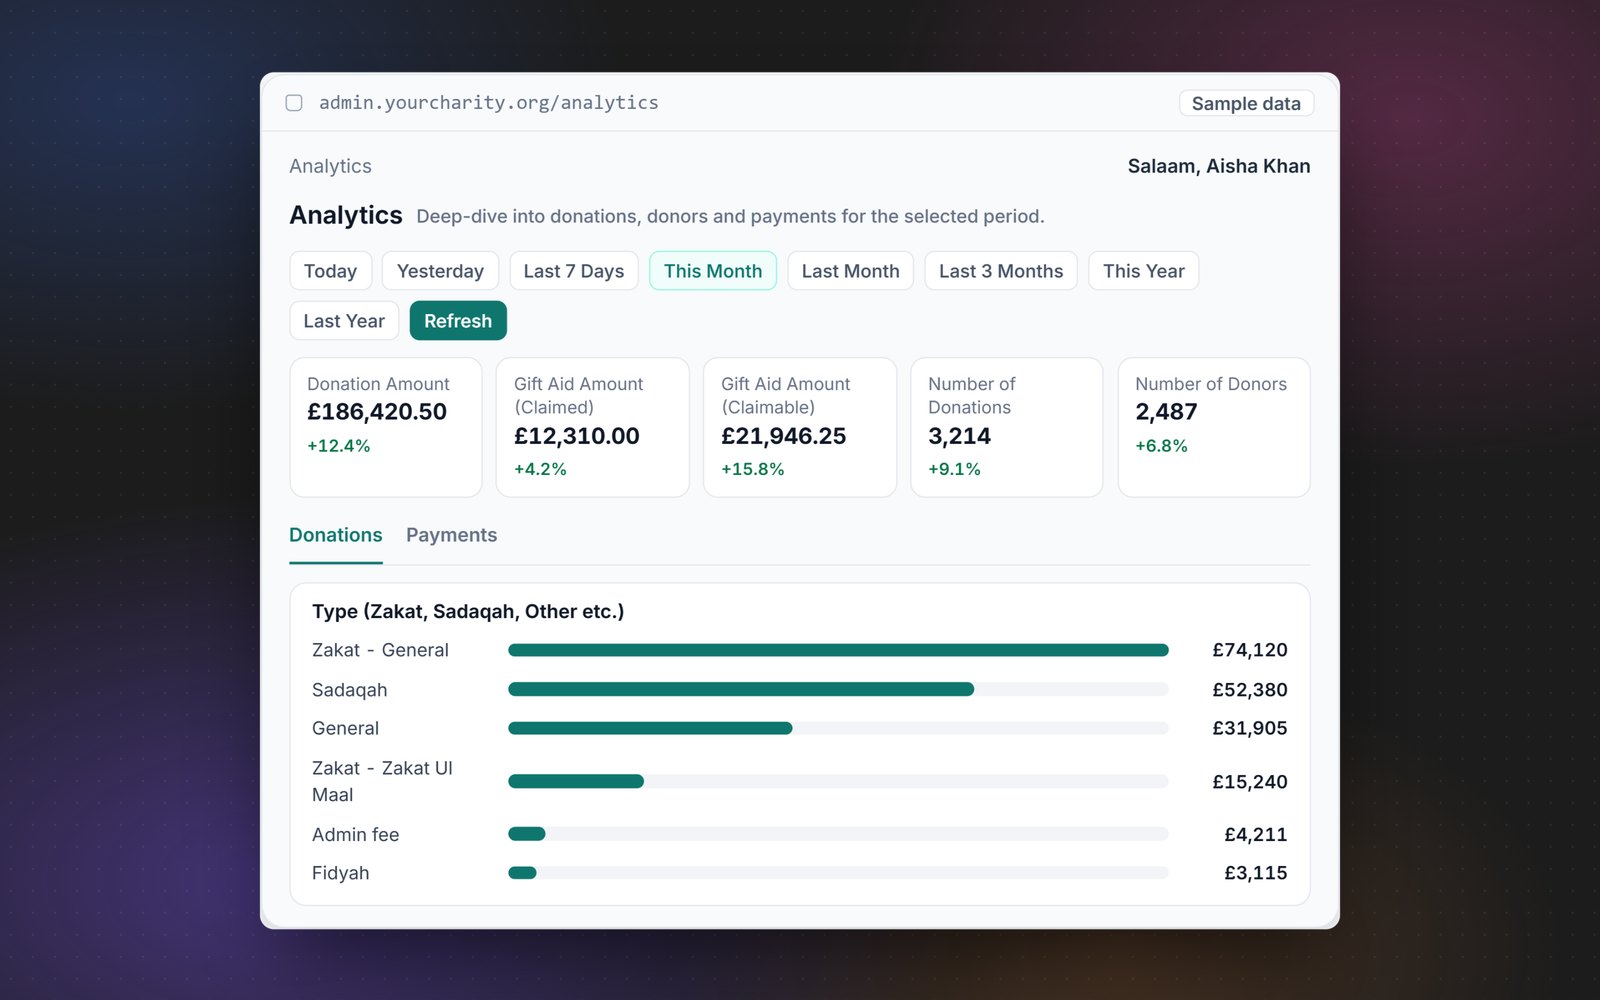 admin.yourcharity.org/analytics
Sample data
Analytics
Salaam, Aisha Khan
Analytics Deep-dive into donations, donors and payments for the selected period.
Today
Yesterday
Last 7 Days
This Month
Last Month
Last 3 Months
This Year
Last Year
Refresh
Donation Amount
£186,420.50
+12.4%
Gift Aid Amount
(Claimed)
£12,310.00
+4.2%
Gift Aid Amount
(Claimable)
£21,946.25
+15.8%
Number of
Donations
3,214
+9.1%
Number of Donors
2,487
+6.8%
Donations
Payments
Type (Zakat, Sadaqah, Other etc.)
Zakat - General £74,120
Sadaqah £52,380
General £31,905
Zakat - Zakat Ul
Maal £15,240
Admin fee £4,211
Fidyah £3,115